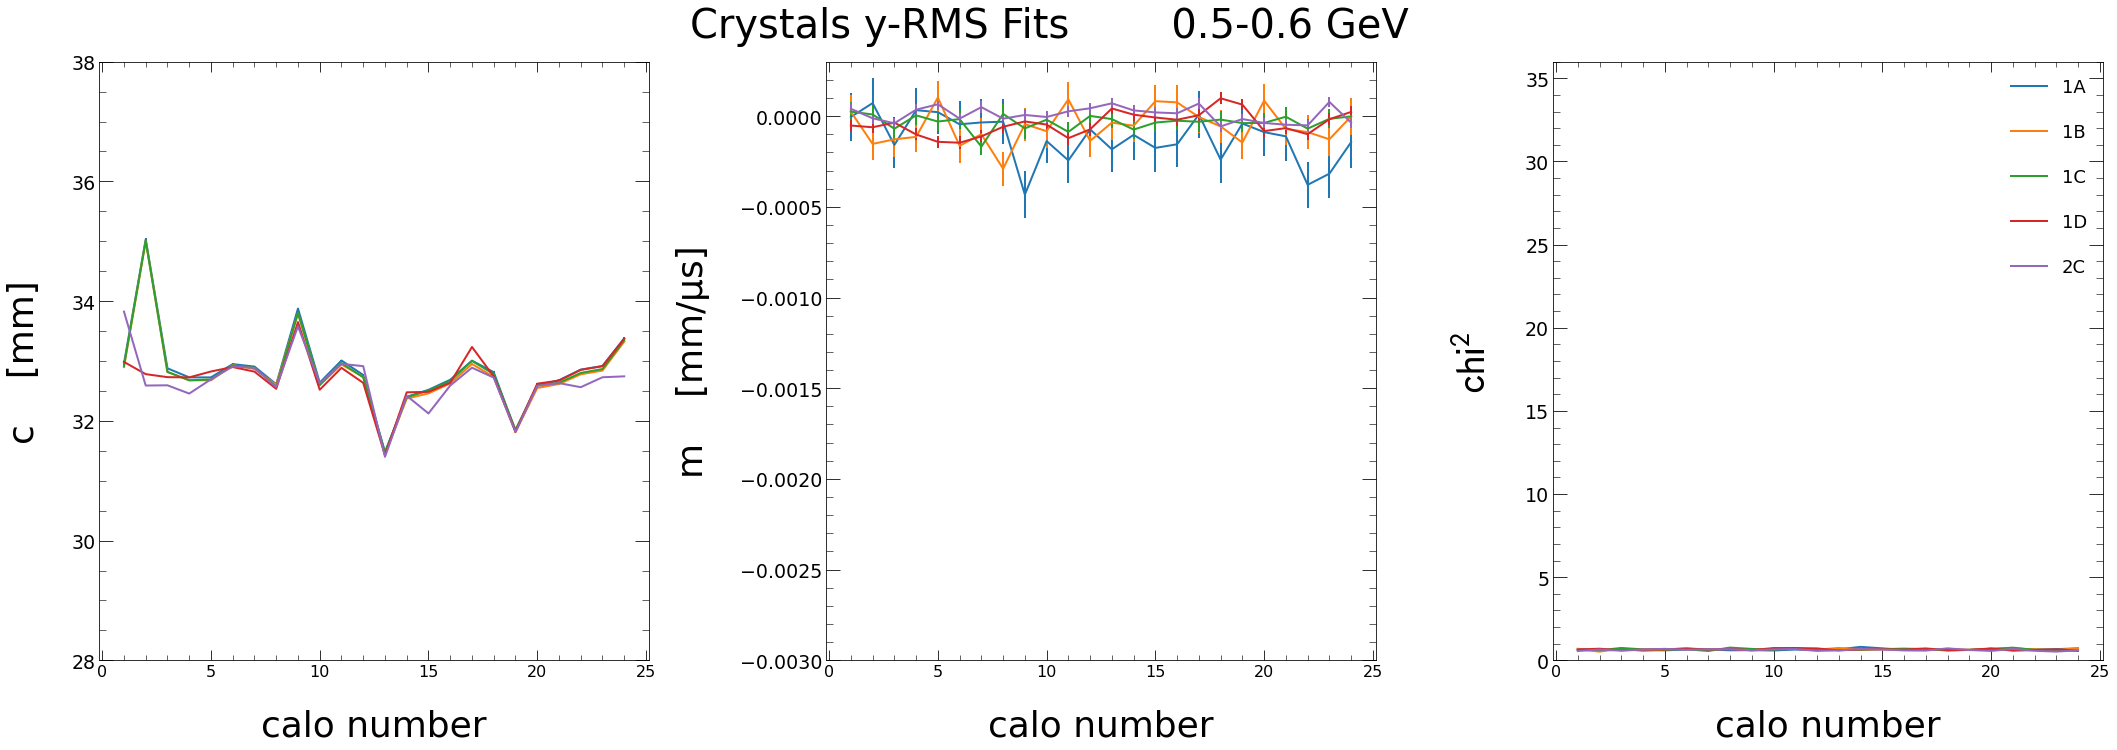 Crystals y-RMS Fits 0.5-0.6 GeV
38
36
34
32
30
28
0 5 10 15 20 25
c [mm]
calo number
0.0000
−0.0005
−0.0010
−0.0015
−0.0020
−0.0025
−0.0030
0 5 10 15 20 25
m [mm/µs]
calo number
35
30
25
20
15
10
5
0
0 5 10 15 20 25
chi²
calo number
1A
1B
1C
1D
2C